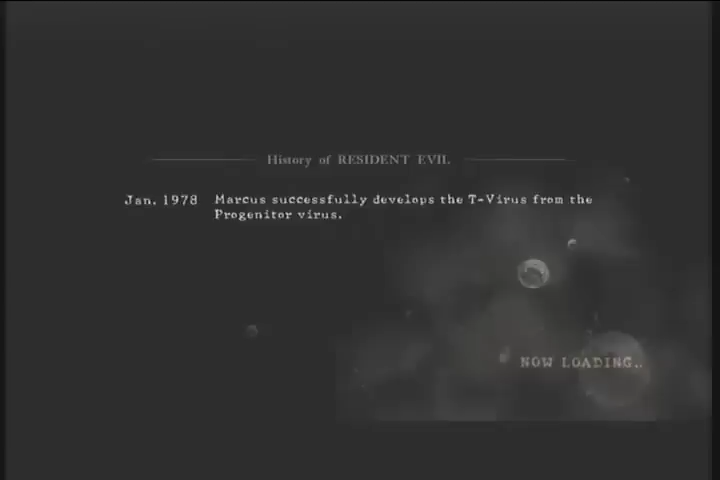 History of RESIDENT EVIL
Jan. 1978 Marcus successfully develops the T-Virus from the
Progenitor virus.
NOW LOADING..